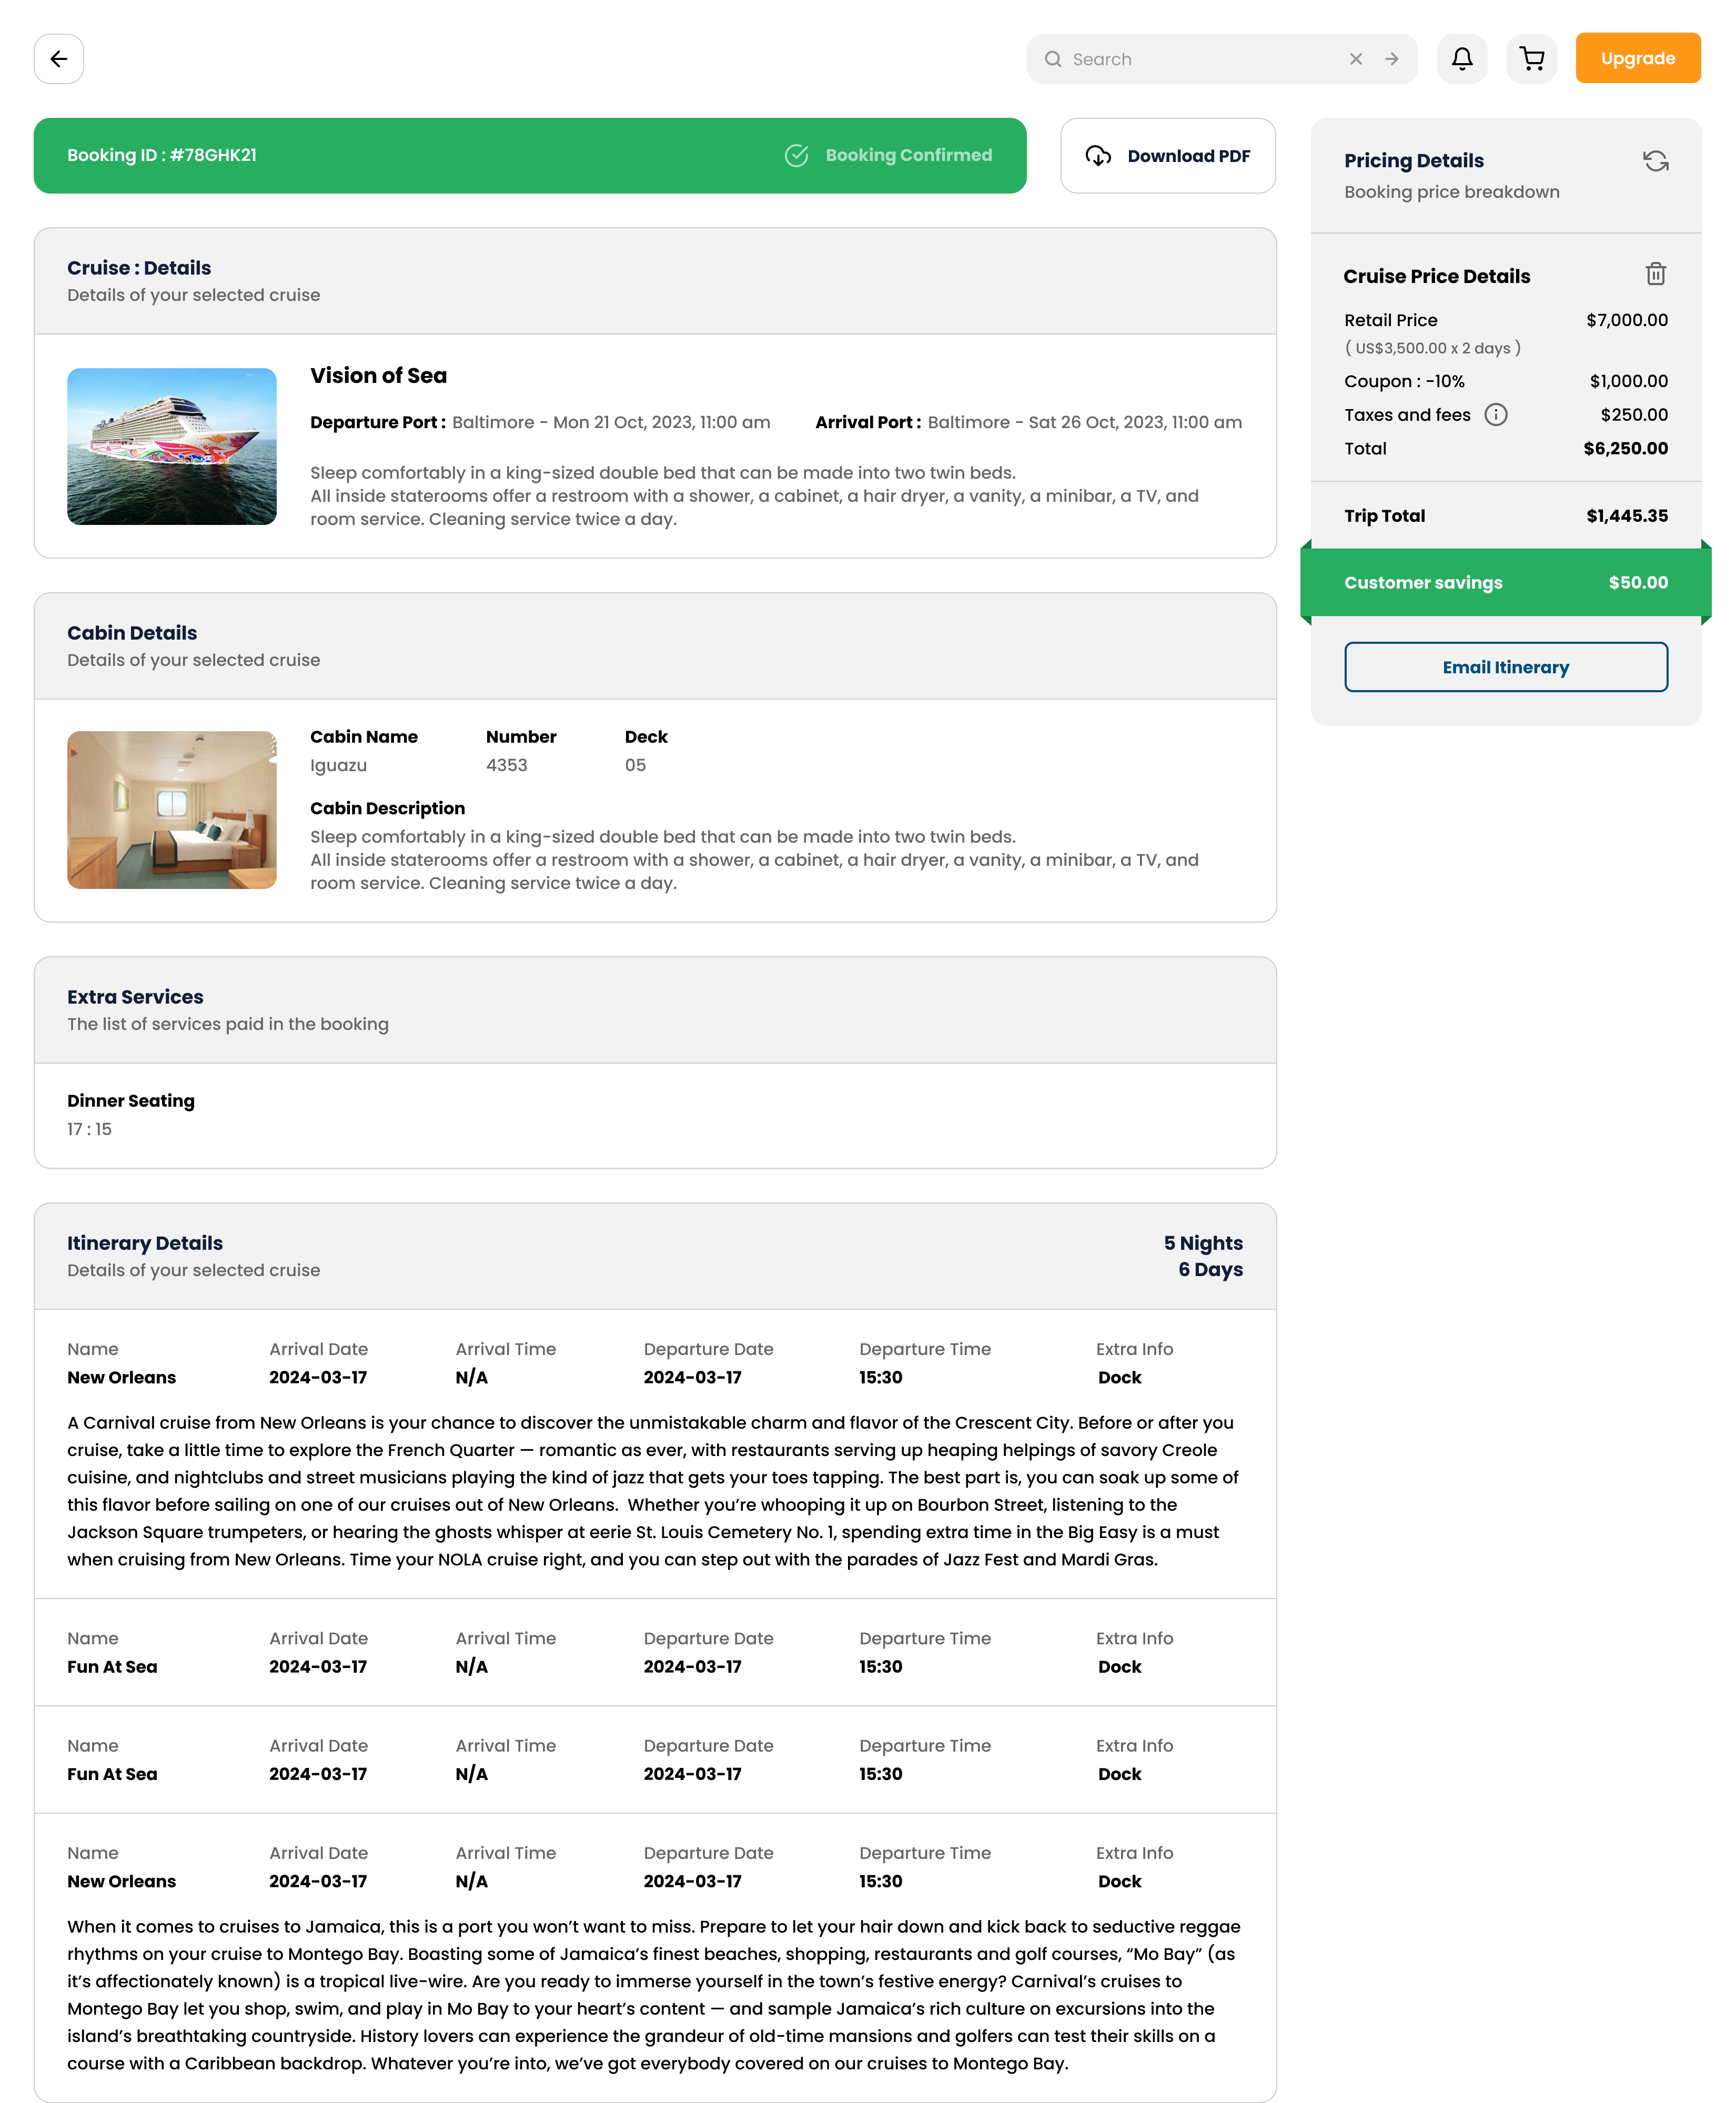 Search
Upgrade
Booking ID : #78GHK21
Booking Confirmed
Download PDF
Cruise : Details
Details of your selected cruise
Vision of Sea
Departure Port : Baltimore - Mon 21 Oct, 2023, 11:00 am
Arrival Port : Baltimore - Sat 26 Oct, 2023, 11:00 am
Sleep comfortably in a king-sized double bed that can be made into two twin beds.
All inside staterooms offer a restroom with a shower, a cabinet, a hair dryer, a vanity, a minibar, a TV, and
room service. Cleaning service twice a day.
Cabin Details
Details of your selected cruise
Cabin Name Number Deck
Iguazu 4353 05
Cabin Description
Sleep comfortably in a king-sized double bed that can be made into two twin beds.
All inside staterooms offer a restroom with a shower, a cabinet, a hair dryer, a vanity, a minibar, a TV, and
room service. Cleaning service twice a day.
Extra Services
The list of services paid in the booking
Dinner Seating
17 : 15
Itinerary Details
Details of your selected cruise
5 Nights
6 Days
Name Arrival Date Arrival Time Departure Date Departure Time Extra Info
New Orleans 2024-03-17 N/A 2024-03-17 15:30 Dock
A Carnival cruise from New Orleans is your chance to discover the unmistakable charm and flavor of the Crescent City. Before or after you
cruise, take a little time to explore the French Quarter — romantic as ever, with restaurants serving up heaping helpings of savory Creole
cuisine, and nightclubs and street musicians playing the kind of jazz that gets your toes tapping. The best part is, you can soak up some of
this flavor before sailing on one of our cruises out of New Orleans.  Whether you’re whooping it up on Bourbon Street, listening to the
Jackson Square trumpeters, or hearing the ghosts whisper at eerie St. Louis Cemetery No. 1, spending extra time in the Big Easy is a must
when cruising from New Orleans. Time your NOLA cruise right, and you can step out with the parades of Jazz Fest and Mardi Gras.
Name Arrival Date Arrival Time Departure Date Departure Time Extra Info
Fun At Sea 2024-03-17 N/A 2024-03-17 15:30 Dock
Name Arrival Date Arrival Time Departure Date Departure Time Extra Info
Fun At Sea 2024-03-17 N/A 2024-03-17 15:30 Dock
Name Arrival Date Arrival Time Departure Date Departure Time Extra Info
New Orleans 2024-03-17 N/A 2024-03-17 15:30 Dock
When it comes to cruises to Jamaica, this is a port you won’t want to miss. Prepare to let your hair down and kick back to seductive reggae
rhythms on your cruise to Montego Bay. Boasting some of Jamaica’s finest beaches, shopping, restaurants and golf courses, “Mo Bay” (as
it’s affectionately known) is a tropical live-wire. Are you ready to immerse yourself in the town’s festive energy? Carnival’s cruises to
Montego Bay let you shop, swim, and play in Mo Bay to your heart’s content — and sample Jamaica’s rich culture on excursions into the
island’s breathtaking countryside. History lovers can experience the grandeur of old-time mansions and golfers can test their skills on a
course with a Caribbean backdrop. Whatever you’re into, we’ve got everybody covered on our cruises to Montego Bay.
Pricing Details
Booking price breakdown
Cruise Price Details
Retail Price $7,000.00
( US$3,500.00 x 2 days )
Coupon : -10% $1,000.00
Taxes and fees $250.00
Total $6,250.00
Trip Total $1,445.35
Customer savings $50.00
Email Itinerary